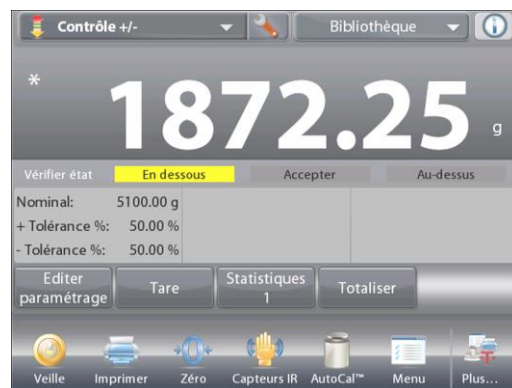 Contrôle +/- Bibliothèque
* 1872.25 g
Vérifier état En dessous Accepter Au-dessus
Nominal: 5100.00 g
+ Tolérance %: 50.00 %
- Tolérance %: 50.00 %
Editer paramétrage Tare Statistiques 1 Totaliser
Veille Imprimer Zéro Capteurs IR AutoCal™ Menu Plus...